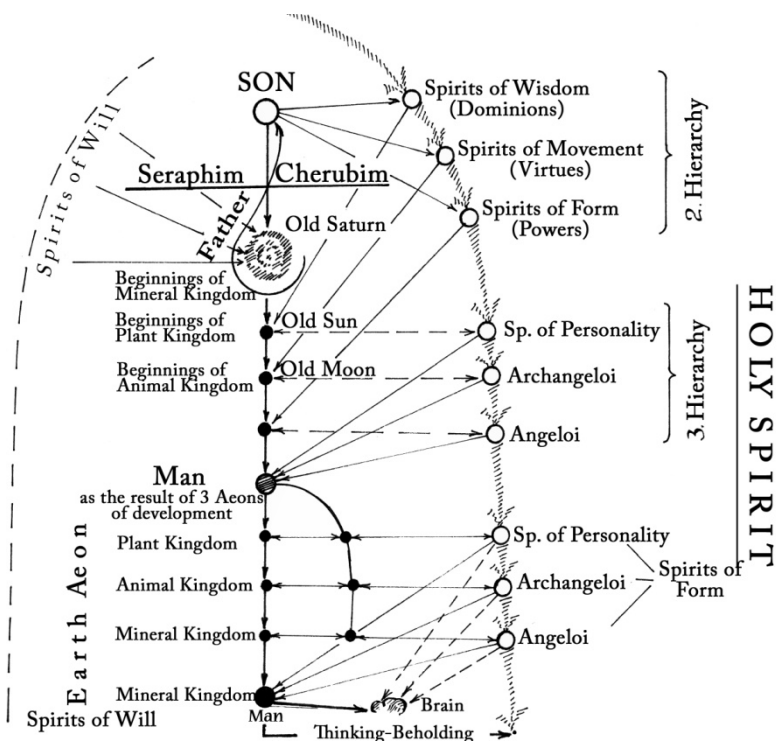 SON
Spirits of Wisdom
(Dominions)
Spirits of Movement
(Virtues)
Spirits of Form
(Powers)
2. Hierarchy
Spirits of Will
Seraphim
Cherubim
Father
Old Saturn
Beginnings of
Mineral Kingdom
Beginnings of
Plant Kingdom
Old Sun
Sp. of Personality
Beginnings of
Animal Kingdom
Old Moon
Archangeloi
Angeloi
3. Hierarchy
HOLY SPIRIT
Man
as the result of 3 Aeons
of development
Earth Aeon
Plant Kingdom
Sp. of Personality
Animal Kingdom
Archangeloi
Spirits of
Form
Mineral Kingdom
Angeloi
Mineral Kingdom
Brain
Spirits of Will
Man
Thinking-Beholding